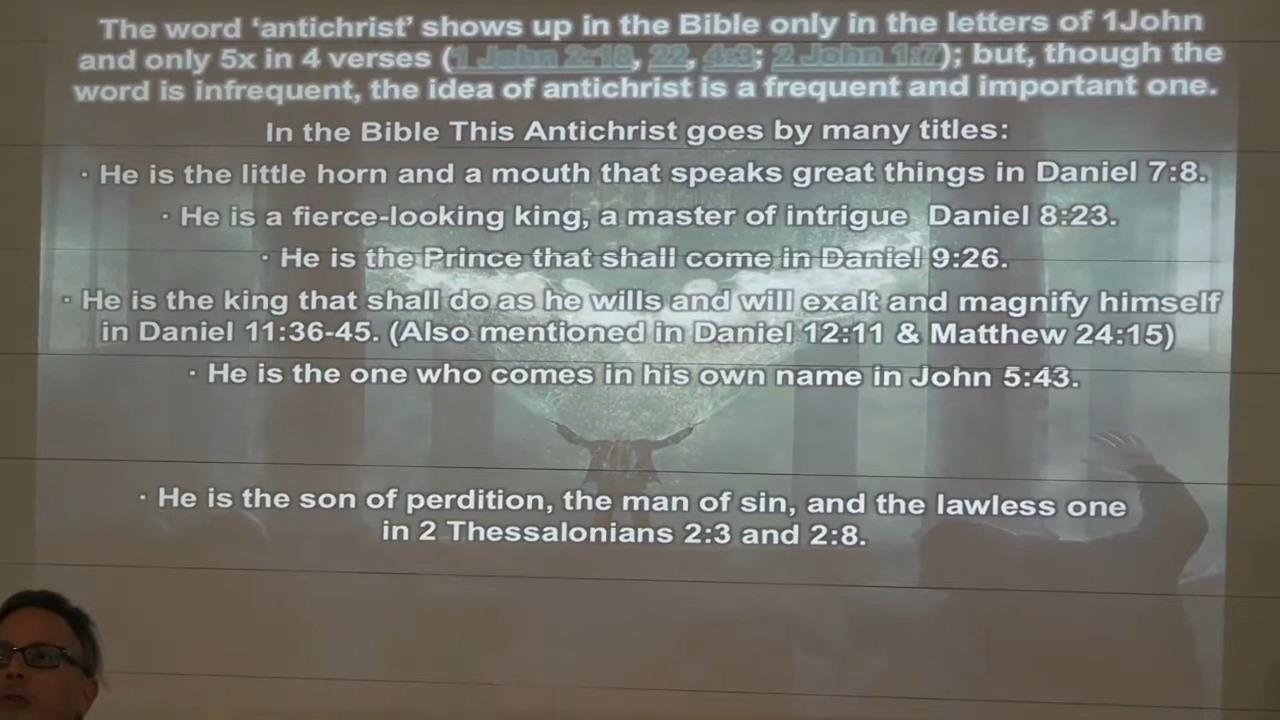 The word ‘antichrist’ shows up in the Bible only in the letters of 1John
and only 5x in 4 verses (1 John 2:18, 22, 4:3; 2 John 1:7); but, though the
word is infrequent, the idea of antichrist is a frequent and important one.
In the Bible This Antichrist goes by many titles:
· He is the little horn and a mouth that speaks great things in Daniel 7:8.
· He is a fierce-looking king, a master of intrigue Daniel 8:23.
· He is the Prince that shall come in Daniel 9:26.
· He is the king that shall do as he wills and will exalt and magnify himself
in Daniel 11:36-45. (Also mentioned in Daniel 12:11 & Matthew 24:15)
· He is the one who comes in his own name in John 5:43.
· He is the son of perdition, the man of sin, and the lawless one
in 2 Thessalonians 2:3 and 2:8.